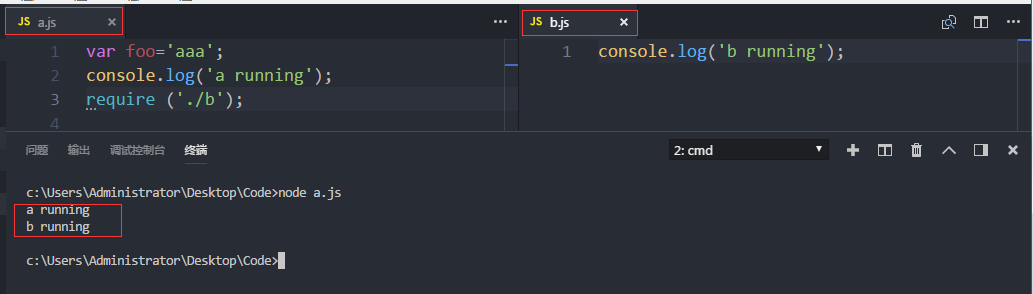 JS a.js ×
1 var foo='aaa';
2 console.log('a running');
3 require ('./b');
4
JS b.js ×
1 console.log('b running');
问题 输出 调试控制台 终端 2: cmd
c:\Users\Administrator\Desktop\Code>node a.js
a running
b running
c:\Users\Administrator\Desktop\Code>